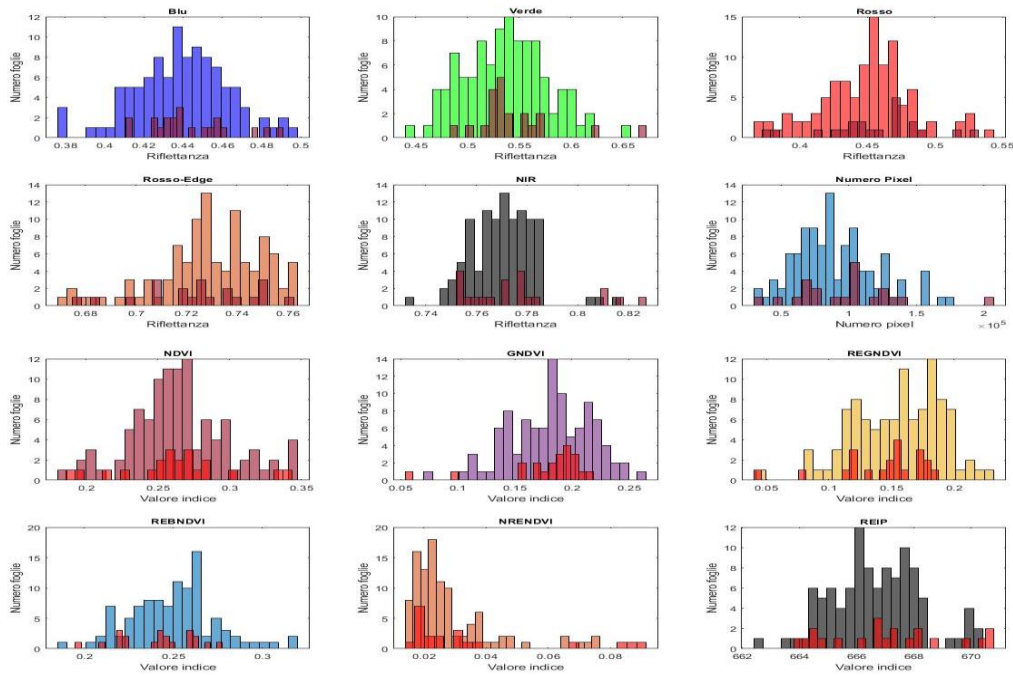 Blu
Numero foglie
12
10
8
6
4
2
0
0.38 0.4 0.42 0.44 0.46 0.48 0.5
Riflettanza
Verde
Numero foglie
10
8
6
4
2
0
0.45 0.5 0.55 0.6 0.65
Riflettanza
Rosso
Numero foglie
15
10
5
0
0.4 0.45 0.5 0.55
Riflettanza
Rosso-Edge
Numero foglie
14
12
10
8
6
4
2
0
0.68 0.7 0.72 0.74 0.76
Riflettanza
NIR
Numero foglie
14
12
10
8
6
4
2
0
0.74 0.76 0.78 0.8 0.82
Riflettanza
Numero Pixel
Numero foglie
14
12
10
8
6
4
2
0
0.5 1 1.5 2
Numero pixel
× 10^5
NDVI
Numero foglie
12
10
8
6
4
2
0
0.2 0.25 0.3 0.35
Valore indice
GNDVI
Numero foglie
14
12
10
8
6
4
2
0
0.05 0.1 0.15 0.2 0.25
Valore indice
REGNDVI
Numero foglie
14
12
10
8
6
4
2
0
0.05 0.1 0.15 0.2
Valore indice
REBNDVI
Numero foglie
20
15
10
5
0
0.2 0.25 0.3
Valore indice
NRENDVI
Numero foglie
20
15
10
5
0
0.02 0.04 0.06 0.08
Valore indice
REIP
Numero foglie
12
10
8
6
4
2
0
662 664 666 668 670
Valore indice